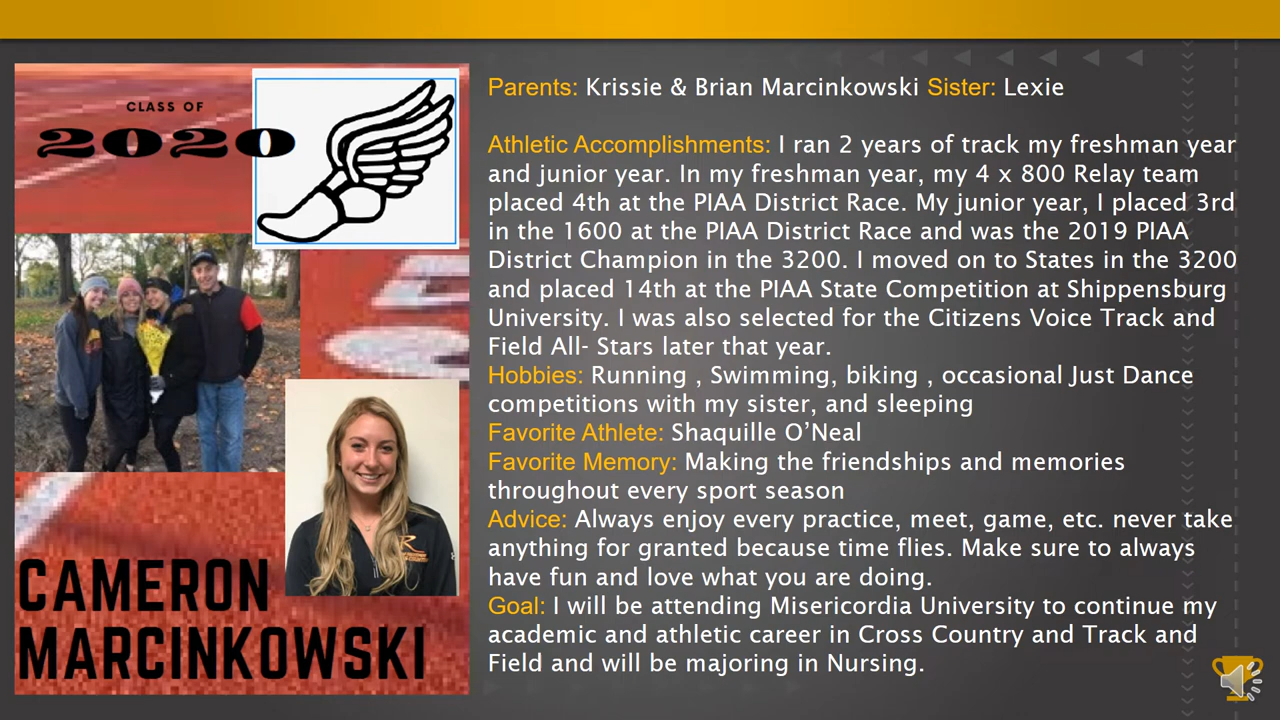 CLASS OF
2020
CAMERON
MARCINKOWSKI
Parents: Krissie & Brian Marcinkowski Sister: Lexie
Athletic Accomplishments: I ran 2 years of track my freshman year
and junior year. In my freshman year, my 4 x 800 Relay team
placed 4th at the PIAA District Race. My junior year, I placed 3rd
in the 1600 at the PIAA District Race and was the 2019 PIAA
District Champion in the 3200. I moved on to States in the 3200
and placed 14th at the PIAA State Competition at Shippensburg
University. I was also selected for the Citizens Voice Track and
Field All- Stars later that year.
Hobbies: Running , Swimming, biking , occasional Just Dance
competitions with my sister, and sleeping
Favorite Athlete: Shaquille O’Neal
Favorite Memory: Making the friendships and memories
throughout every sport season
Advice: Always enjoy every practice, meet, game, etc. never take
anything for granted because time flies. Make sure to always
have fun and love what you are doing.
Goal: I will be attending Misericordia University to continue my
academic and athletic career in Cross Country and Track and
Field and will be majoring in Nursing.